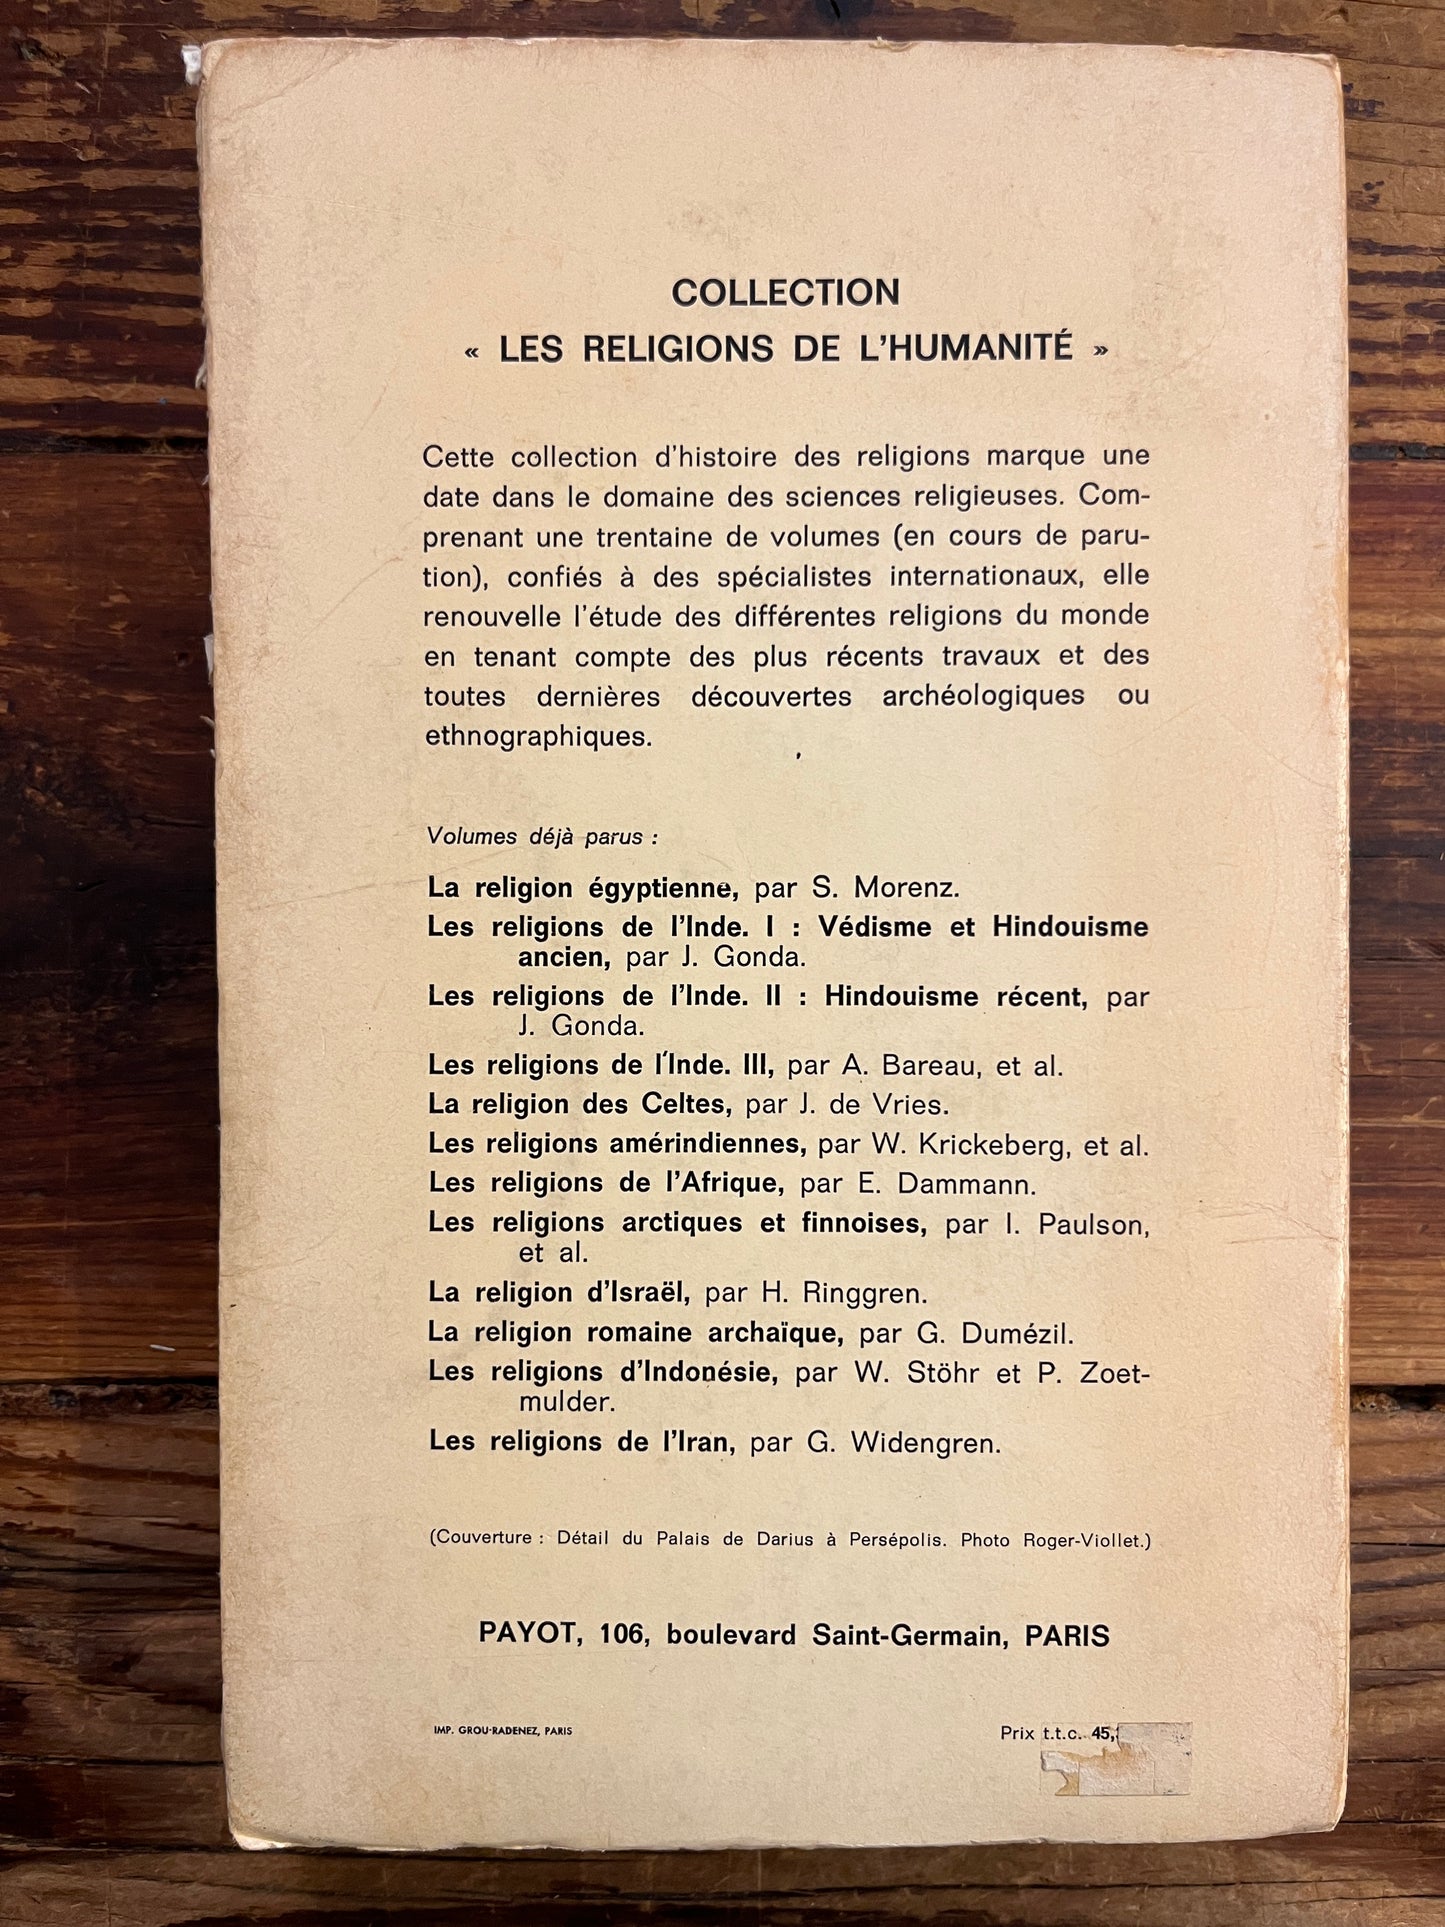 COLLECTION
« LES RELIGIONS DE L'HUMANITÉ »
Cette collection d'histoire des religions marque une
date dans le domaine des sciences religieuses. Com-
prenant une trentaine de volumes (en cours de paru-
tion), confiés à des spécialistes internationaux, elle
renouvelle l'étude des différentes religions du monde
en tenant compte des plus récents travaux et des
toutes dernières découvertes archéologiques ou
ethnographiques.
Volumes déjà parus :
La religion égyptienne, par S. Morenz.
Les religions de l'Inde. I : Védisme et Hindouisme
ancien, par J. Gonda.
Les religions de l'Inde. II : Hindouisme récent, par
J. Gonda.
Les religions de l'Inde. III, par A. Bareau, et al.
La religion des Celtes, par J. de Vries.
Les religions amérindiennes, par W. Krickeberg, et al.
Les religions de l'Afrique, par E. Dammann.
Les religions arctiques et finnoises, par I. Paulson,
et al.
La religion d'Israël, par H. Ringgren.
La religion romaine archaïque, par G. Dumézil.
Les religions d'Indonésie, par W. Stöhr et P. Zoet-
mulder.
Les religions de l'Iran, par G. Widengren.
(Couverture : Détail du Palais de Darius à Persépolis. Photo Roger-Viollet.)
PAYOT, 106, boulevard Saint-Germain, PARIS
IMP. GROU-RADENEZ, PARIS
Prix t.t.c. 45,